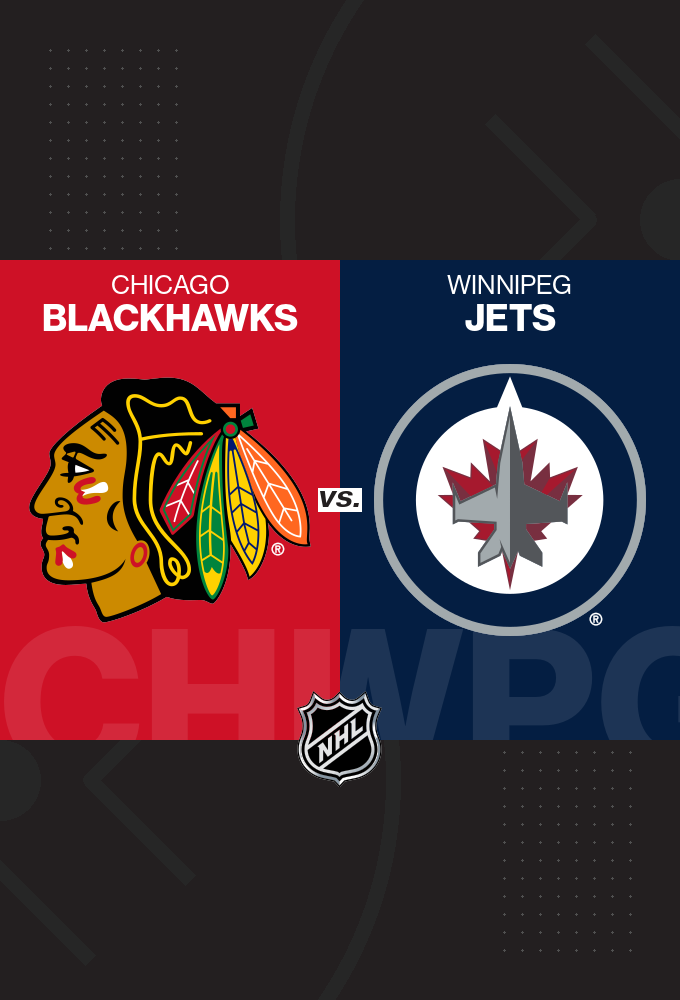 CHICAGO
BLACKHAWKS
WINNIPEG
JETS
vs.
®
®
CHI
WPG
NHL